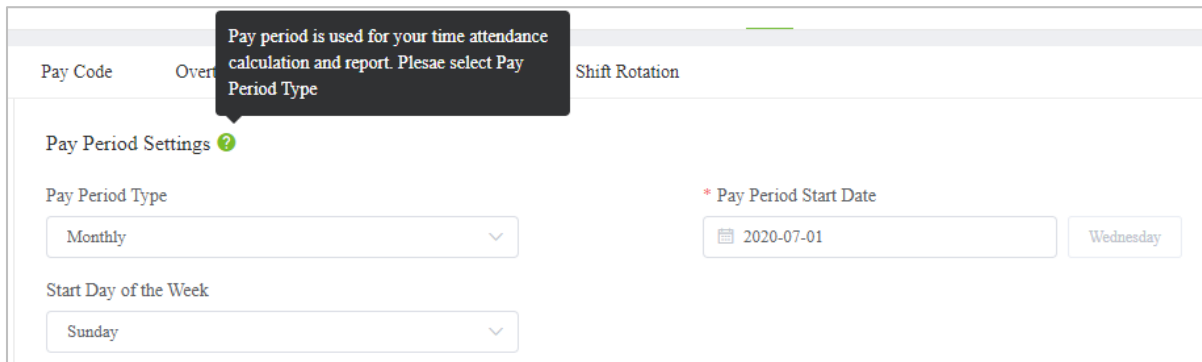 Pay period is used for your time attendance
calculation and report. Plesae select Pay
Period Type
Pay Code
Shift Rotation
Pay Period Settings
Pay Period Type
* Pay Period Start Date
Monthly
2020-07-01
Wednesday
Start Day of the Week
Sunday